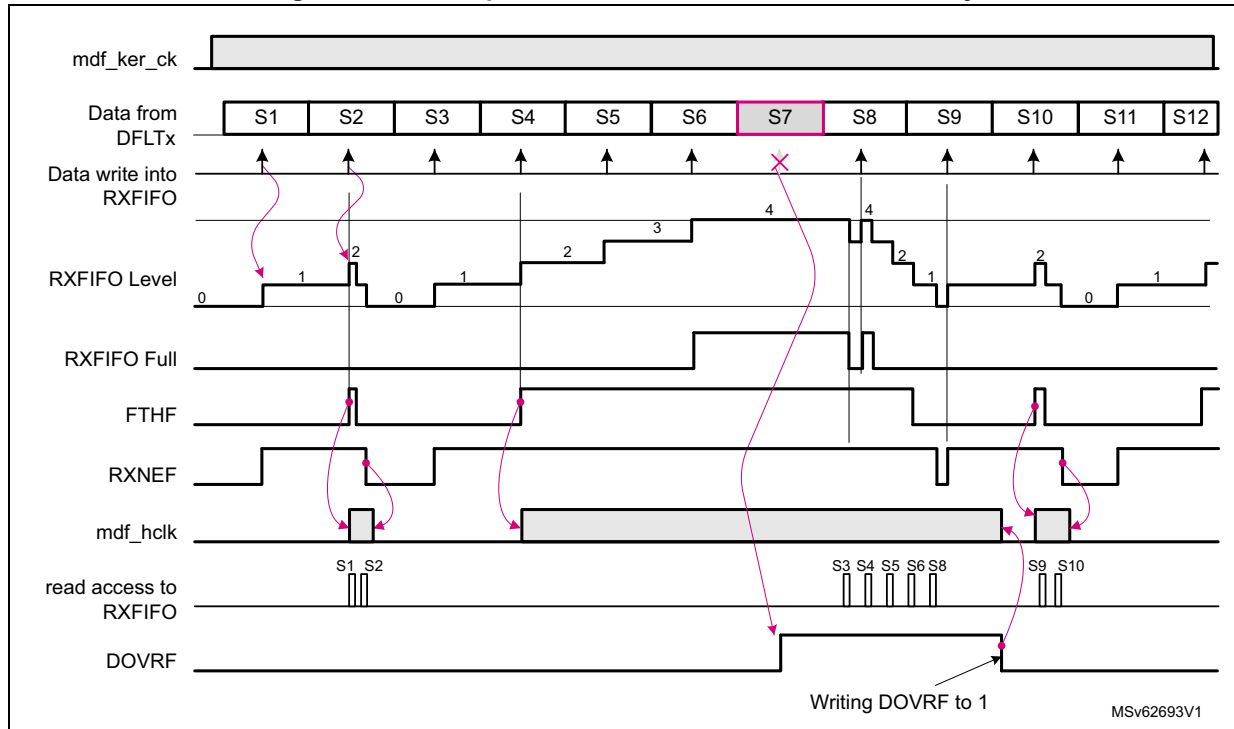 mdf_ker_ck
Data from DFLTx
S1 S2 S3 S4 S5 S6 S7 S8 S9 S10 S11 S12
Data write into RXFIFO
RXFIFO Level
0 1 2 0 1 2 3 4 4 2 1 2 0 1
RXFIFO Full
FTHF
RXNEF
mdf_hclk
read access to RXFIFO
S1 S2 S3 S4 S5 S6 S8 S9 S10
DOVRF
Writing DOVRF to 1
MSv62693V1